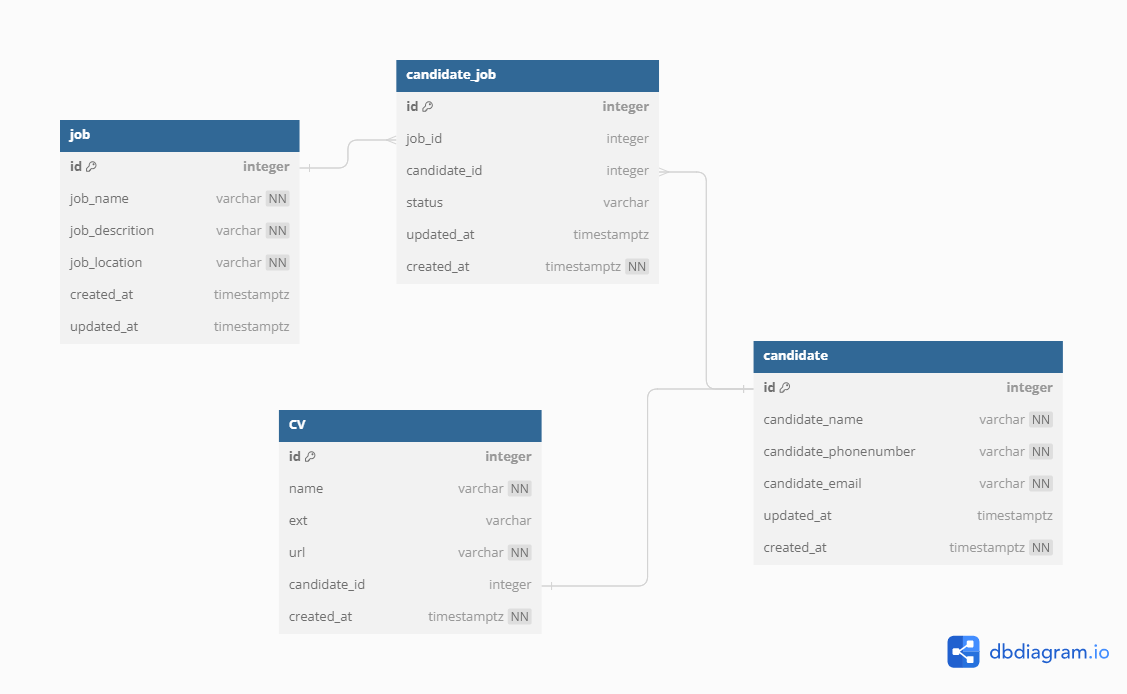 candidate_job
id integer
job_id integer
candidate_id integer
status varchar
updated_at timestamptz
created_at timestamptz NN
job
id integer
job_name varchar NN
job_descrition varchar NN
job_location varchar NN
created_at timestamptz
updated_at timestamptz
candidate
id integer
candidate_name varchar NN
candidate_phonenumber varchar NN
candidate_email varchar NN
updated_at timestamptz
created_at timestamptz NN
CV
id integer
name varchar NN
ext varchar
url varchar NN
candidate_id integer
created_at timestamptz NN
dbdiagram.io